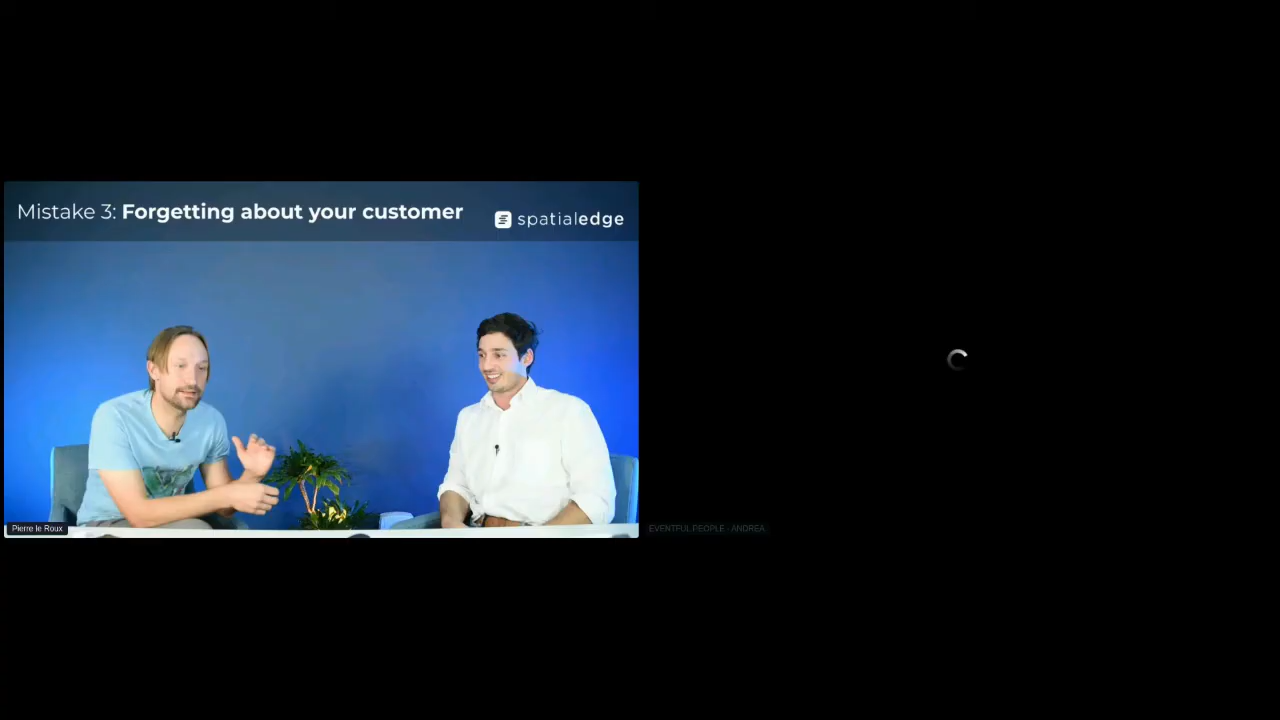 Mistake 3: Forgetting about your customer
spatialedge
Pierre le Roux
EVENTFUL PEOPLE - ANDREA